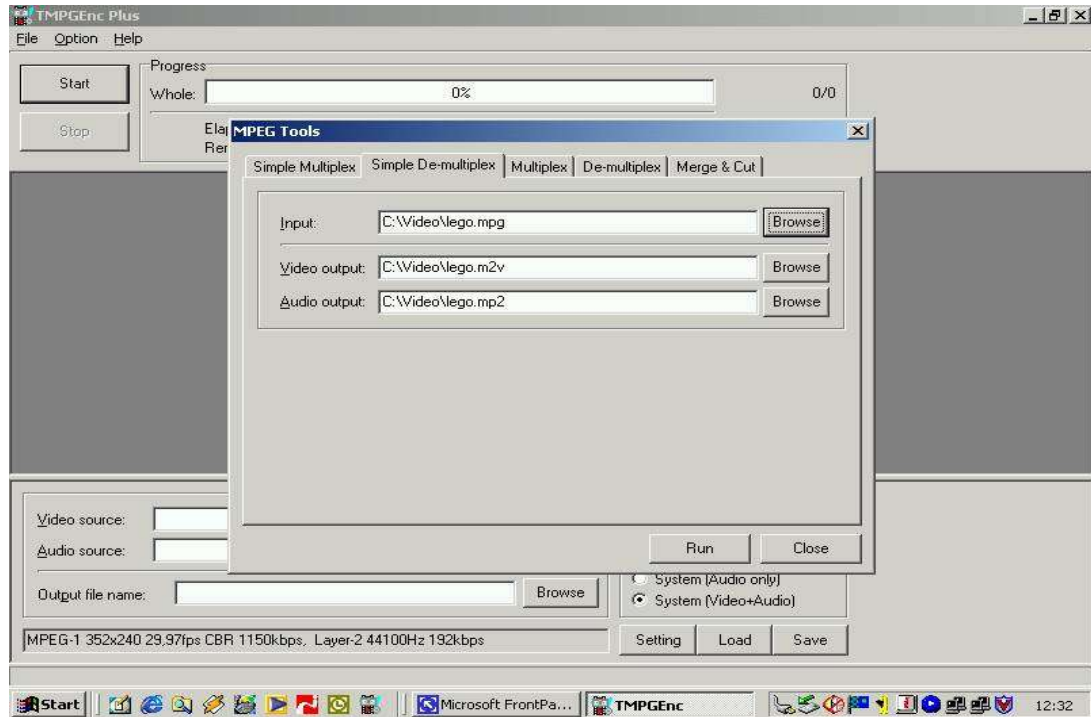 TMPGEnc Plus
File Option Help
Progress
Start
Whole: 0% 0/0
Stop
Ela
Rer
MPEG Tools
Simple Multiplex Simple De-multiplex Multiplex De-multiplex Merge & Cut
Input: C:\Video\lego.mpg Browse
Video output: C:\Video\lego.m2v Browse
Audio output: C:\Video\lego.mp2 Browse
Run Close
Video source:
Audio source:
System (Audio only)
Output file name: Browse
System (Video+Audio)
MPEG-1 352x240 29,97fps CBR 1150kbps, Layer-2 44100Hz 192kbps
Setting Load Save
Start Microsoft FrontPa... TMPGEnc 12:32